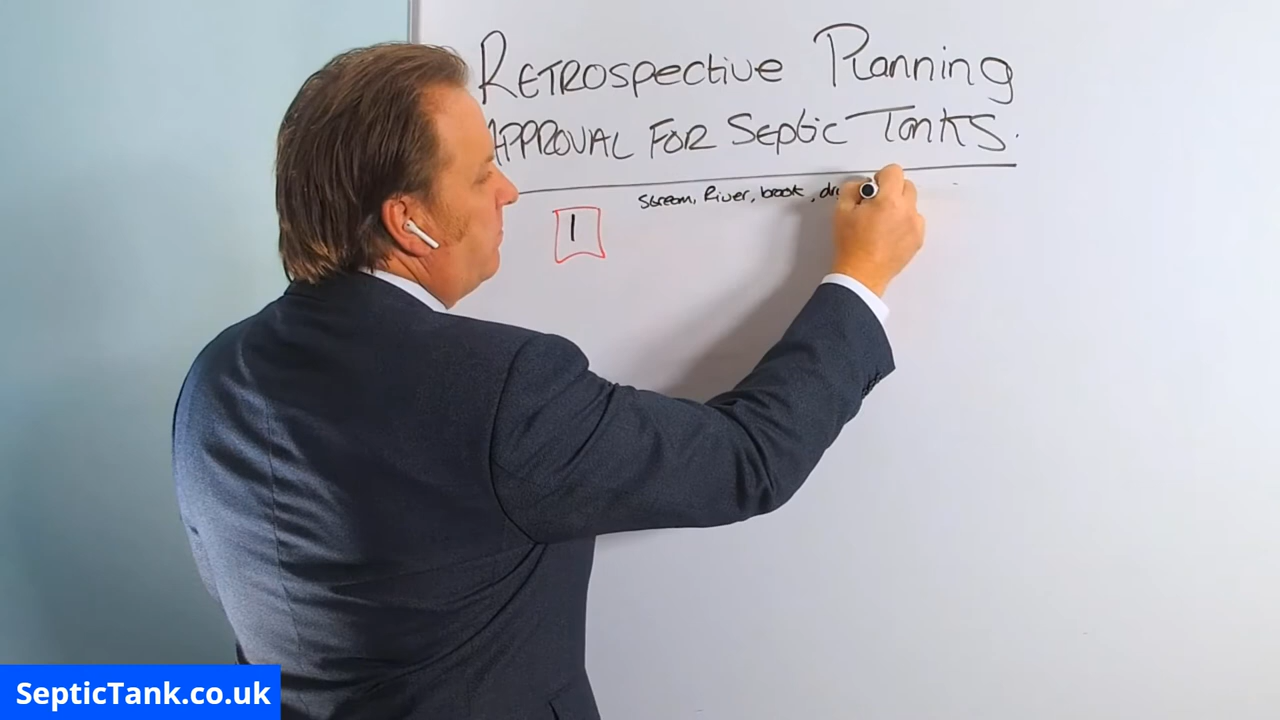 RETROSpective Planning
APPROVAL FOR Septic Tanks.
1
Stream, River, brook,
SepticTank.co.uk